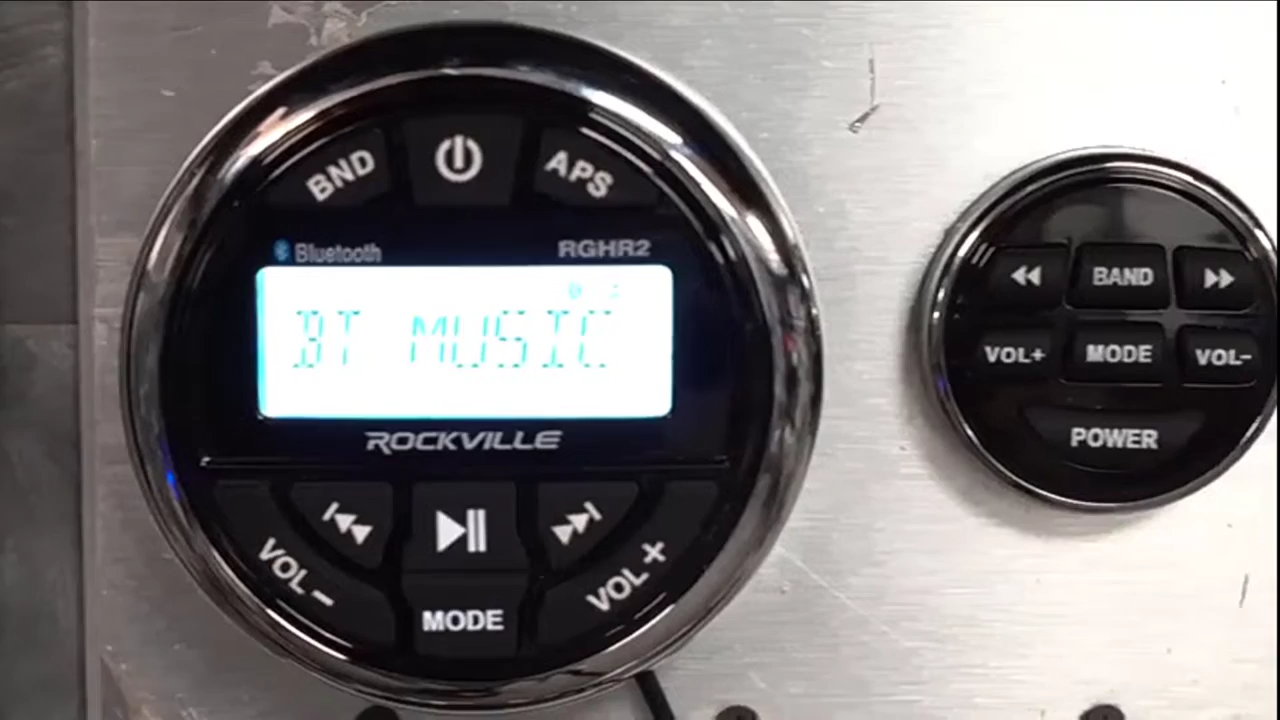 BND
APS
Bluetooth
RGHR2
BT MUSIC
ROCKVILLE
VOL-
VOL+
MODE
BAND
VOL+
MODE
VOL-
POWER